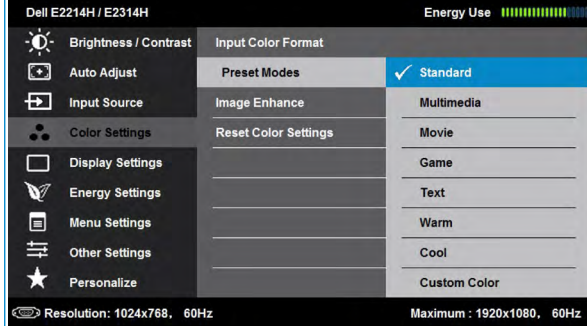 Dell E2214H / E2314H Energy Use
Brightness / Contrast Input Color Format
Auto Adjust Preset Modes Standard
Input Source Image Enhance Multimedia
Color Settings Reset Color Settings Movie
Display Settings Game
Energy Settings Text
Menu Settings Warm
Other Settings Cool
Personalize Custom Color
Resolution: 1024x768, 60Hz Maximum : 1920x1080, 60Hz